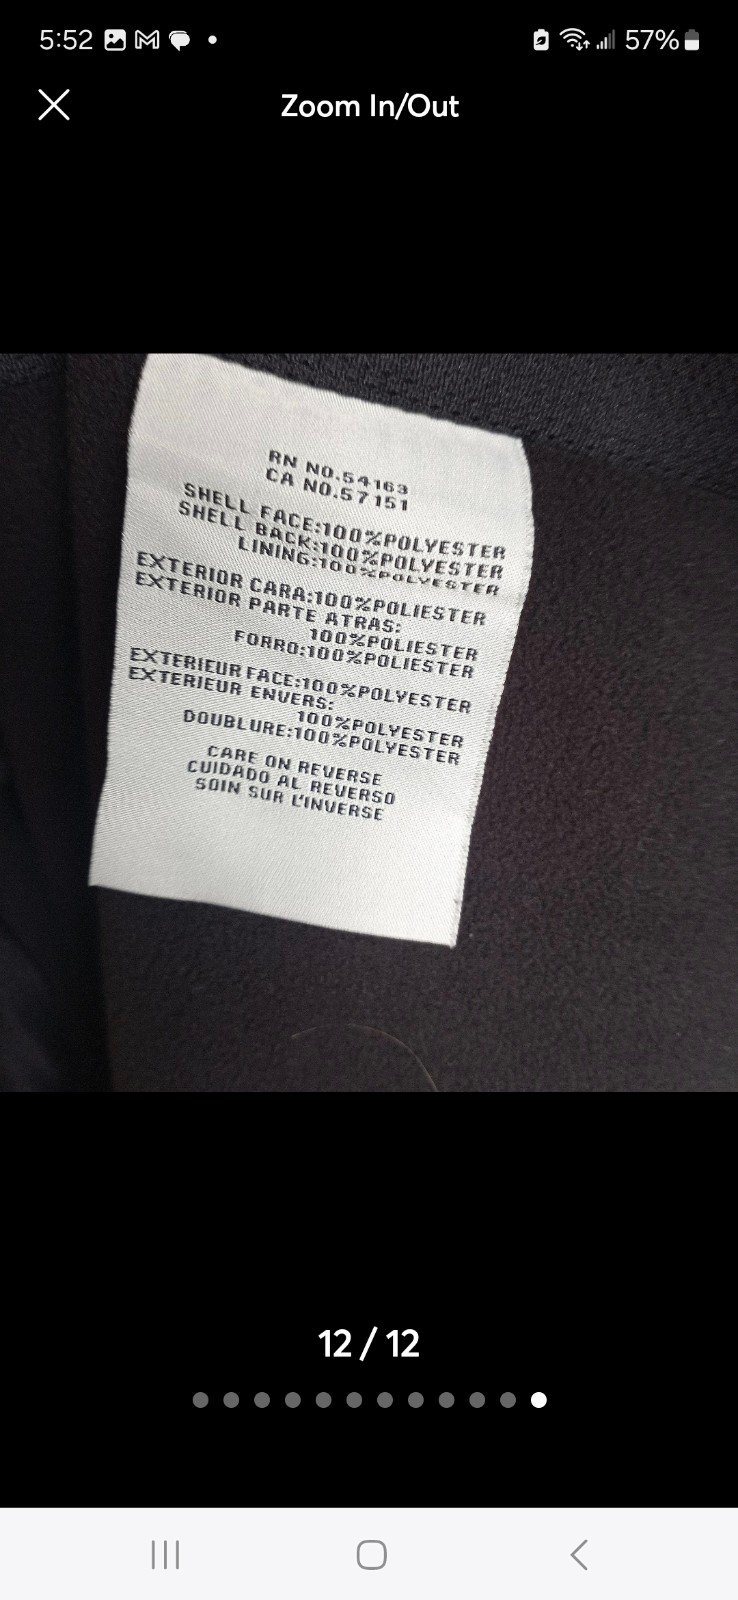 5:52
57%
Zoom In/Out
RN NO.54163
CA NO.57151
SHELL FACE:100%POLYESTER
SHELL BACK:100%POLYESTER
LINING:100%POLYESTER
EXTERIOR CARA:100%POLIESTER
EXTERIOR PARTE ATRAS:
100%POLIESTER
FORRO:100%POLIESTER
EXTERIEUR FACE:100%POLYESTER
EXTERIEUR ENVERS:
100%POLYESTER
DOUBLURE:100%POLYESTER
CARE ON REVERSE
CUIDADO AL REVERSO
SOIN SUR L'INVERSE
12 / 12